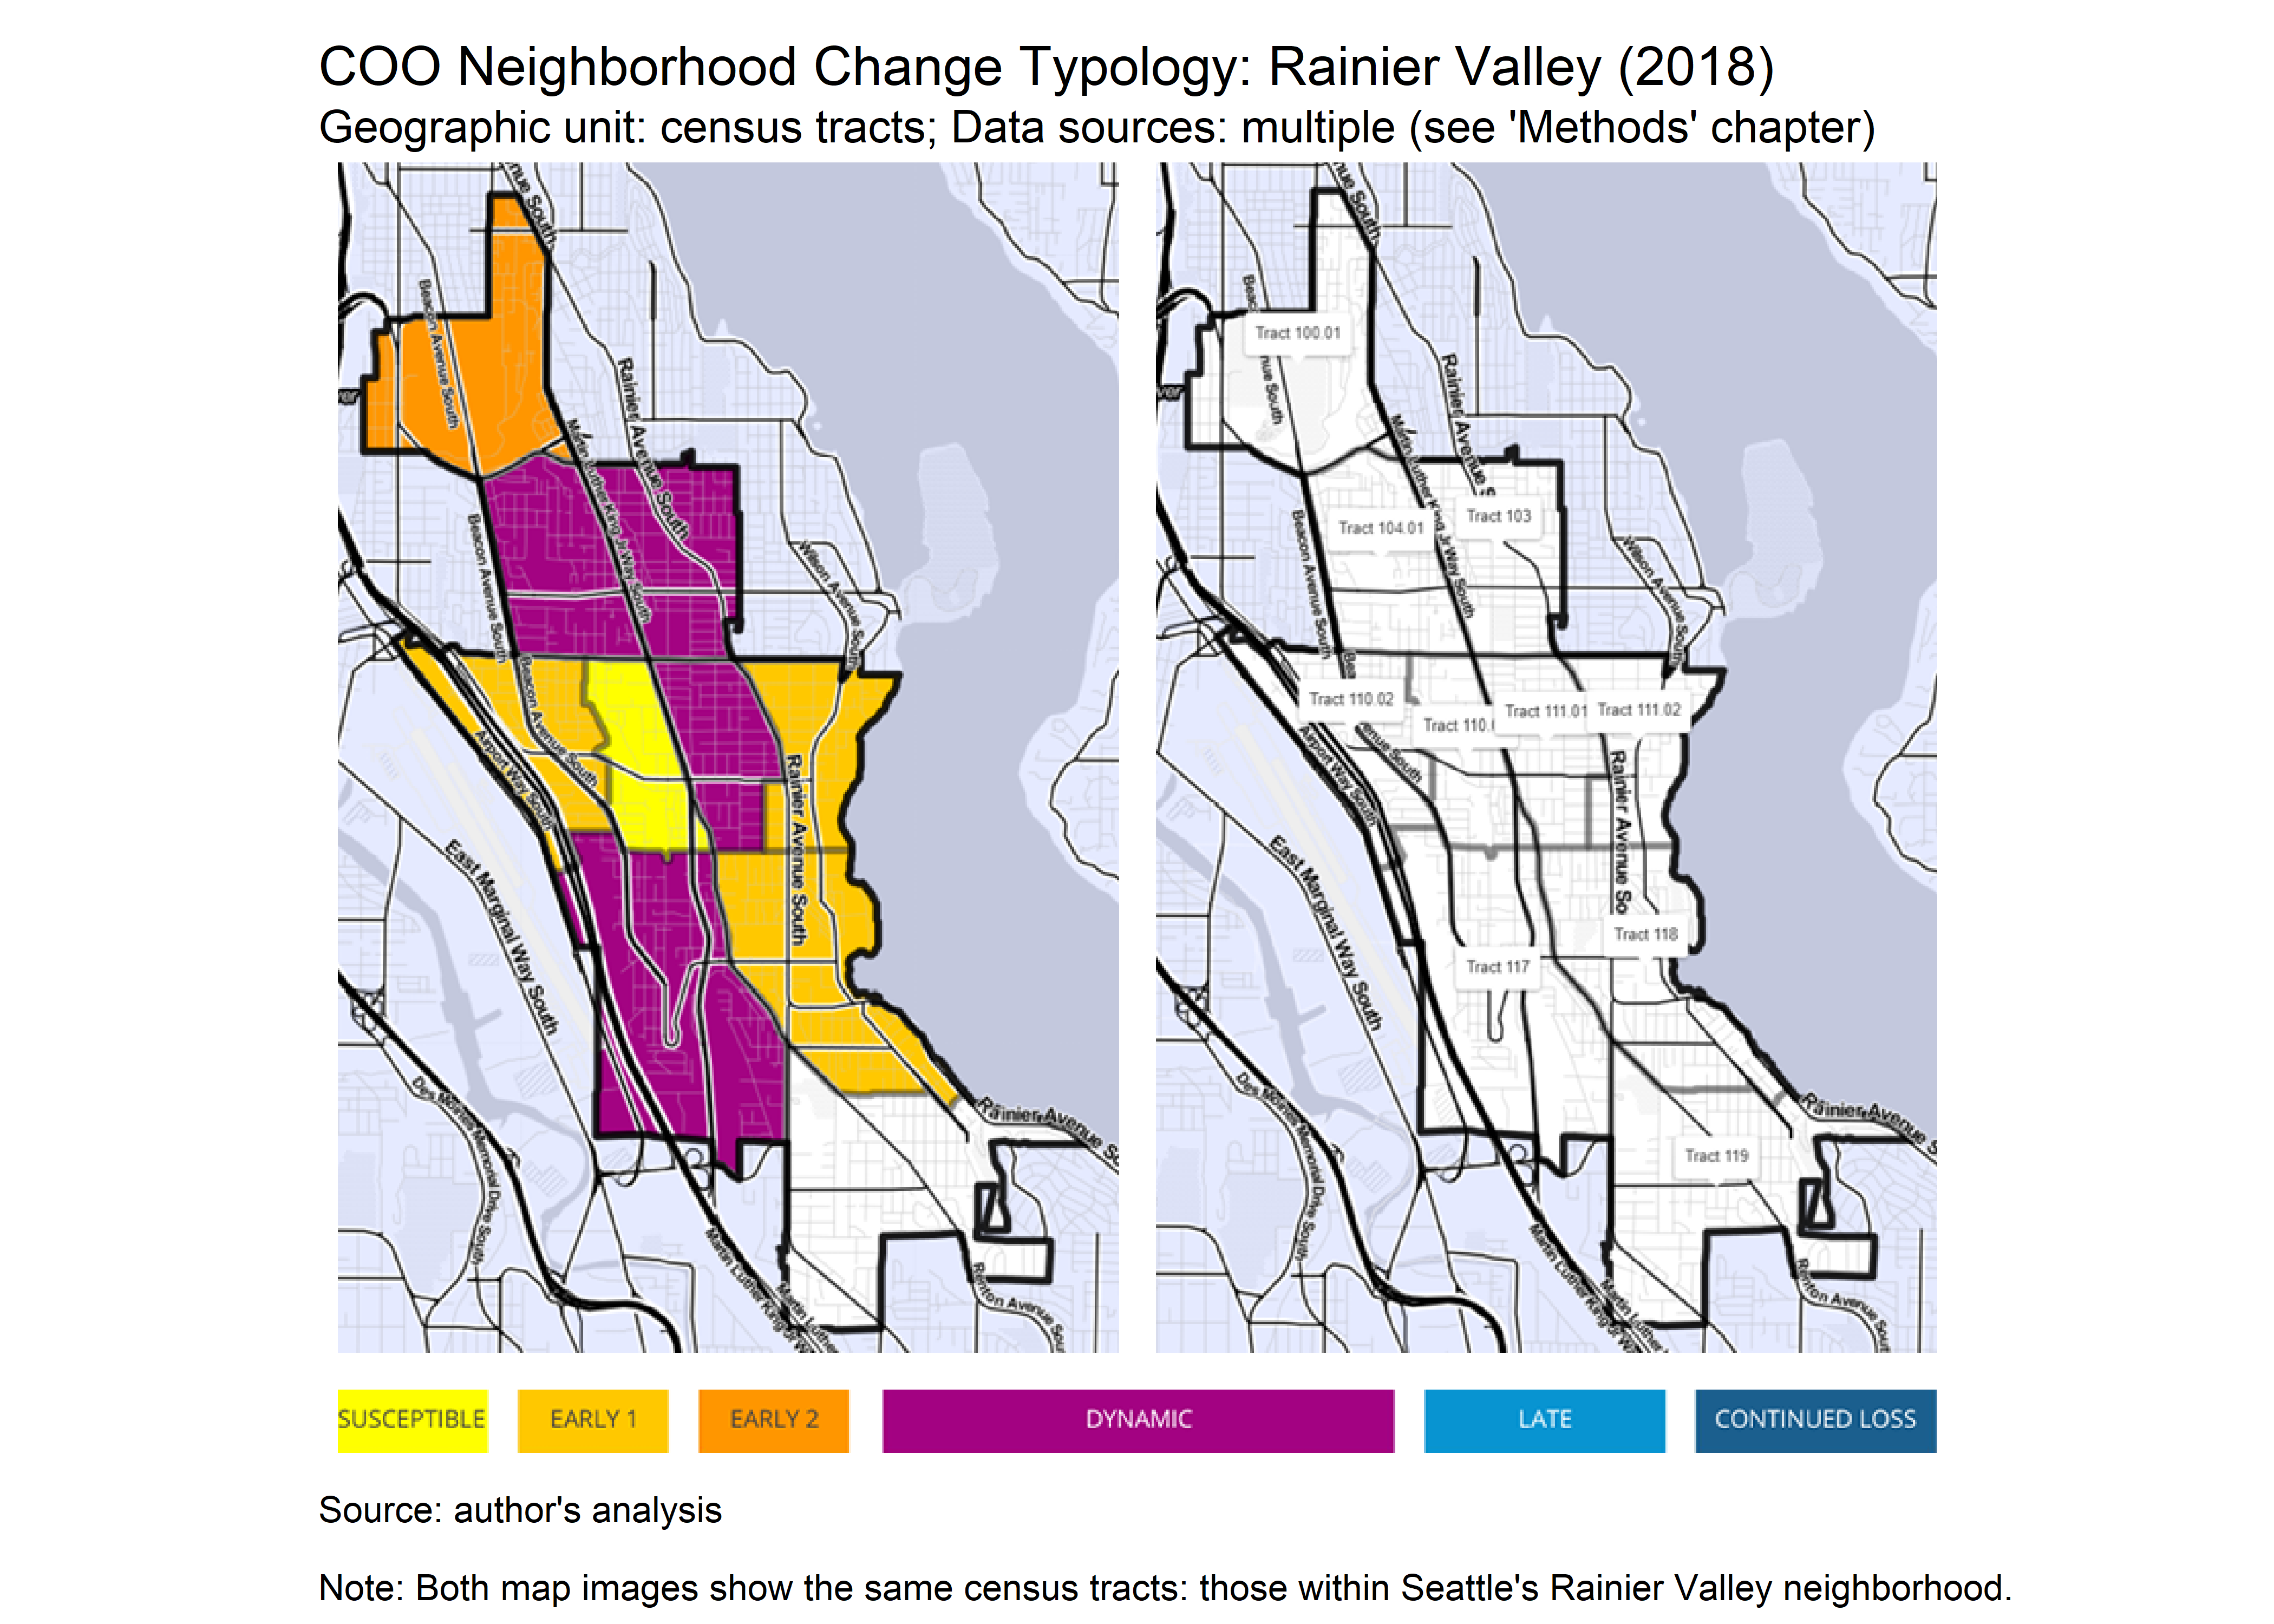 COO Neighborhood Change Typology: Rainier Valley (2018)
Geographic unit: census tracts; Data sources: multiple (see 'Methods' chapter)
nue South
Beacon Avenue South
Rainier Avenue South
Martin Luther King Jr Way South
Beacon Avenue South
Wilson Avenue South
Beacon Avenue South
Airport Way South
Rainier Avenue South
East Marginal Way South
Des Moines Memorial Drive South
Rainier Avenue So
Martin Luther King Jr W
Martin Luther
Renton Avenue Sou
nue South
Beac
Tract 100.01
nue South
Rainier Avenue S
Martin Luther King Jr Way South
Tract 103
Tract 104.01
Beacon Avenue South
Wilson Avenue South
Bea
Tract 110.02
Tract 110.
Tract 111.01
Tract 111.02
enue South
Airport Way South
Rainier Avenue So
East Marginal Way South
Tract 118
Tract 117
Des Moines Memorial Drive South
Rainier Avenue S
Tract 119
Martin Luther King Jr W
Martin Luther
Renton Avenue Sout
SUSCEPTIBLE
EARLY 1
EARLY 2
DYNAMIC
LATE
CONTINUED LOSS
Source: author's analysis
Note: Both map images show the same census tracts: those within Seattle's Rainier Valley neighborhood.